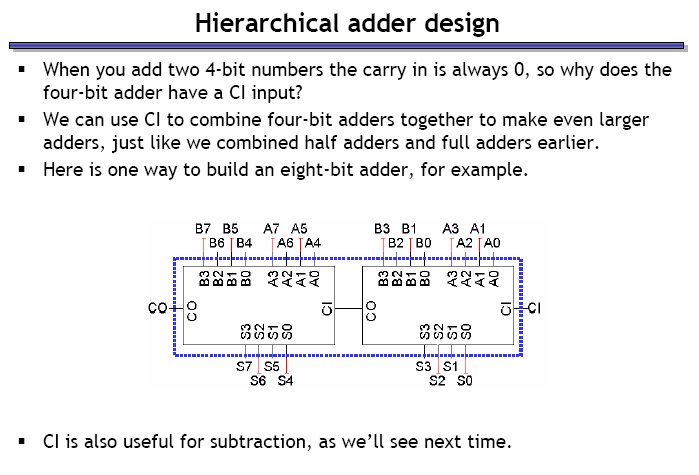 Hierarchical adder design
▪ When you add two 4-bit numbers the carry in is always 0, so why does the
four-bit adder have a CI input?
▪ We can use CI to combine four-bit adders together to make even larger
adders, just like we combined half adders and full adders earlier.
▪ Here is one way to build an eight-bit adder, for example.
B7 B5 A7 A5 B3 B1 A3 A1
B6 B4 A6 A4 B2 B0 A2 A0
B3 B2 B1 B0 A3 A2 A1 A0 B3 B2 B1 B0 A3 A2 A1 A0
CO CO CI CO CI CI
S3 S2 S1 S0 S3 S2 S1 S0
S7 S5 S3 S1
S6 S4 S2 S0
▪ CI is also useful for subtraction, as we’ll see next time.